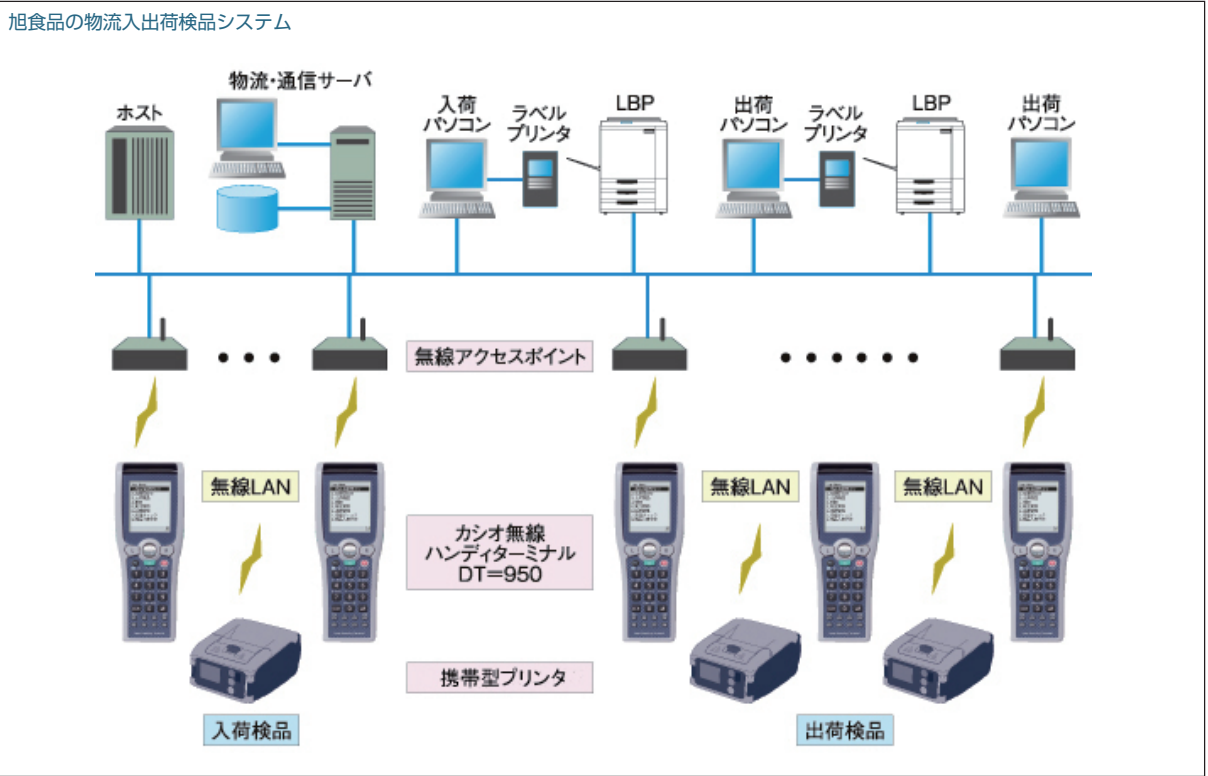 旭食品の物流入出荷検品システム
ホスト
物流・通信サーバ
入荷
パソコン
ラベル
プリンタ
LBP
出荷
パソコン
ラベル
プリンタ
LBP
出荷
パソコン
無線アクセスポイント
無線LAN
無線LAN
無線LAN
カシオ無線
ハンディターミナル
DT=950
携帯型プリンタ
入荷検品
出荷検品